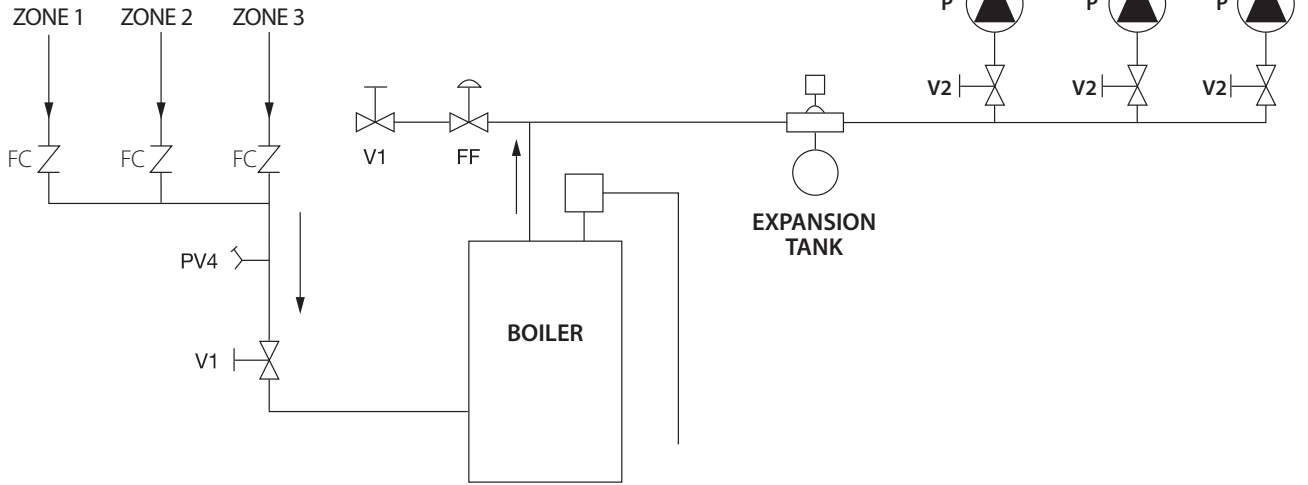 ZONE 1
ZONE 2
ZONE 3
P
P
P
V2
V2
V2
FC
FC
FC
V1
FF
EXPANSION
TANK
PV4
BOILER
V1